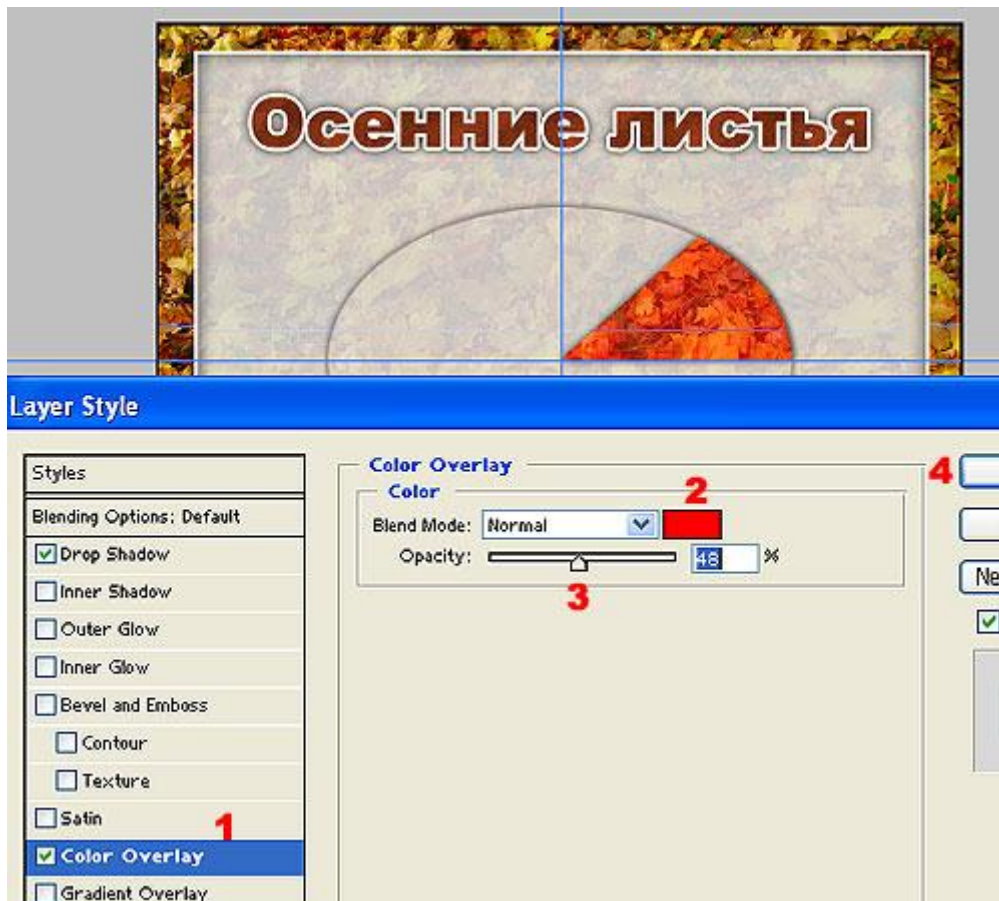 Осенние листья
Layer Style
Styles
Blending Options: Default
Drop Shadow
Inner Shadow
Outer Glow
Inner Glow
Bevel and Emboss
Contour
Texture
Satin
1
Color Overlay
Gradient Overlay
Color Overlay
Color
2
Blend Mode: Normal
Opacity: 48 %
3
4
Ne